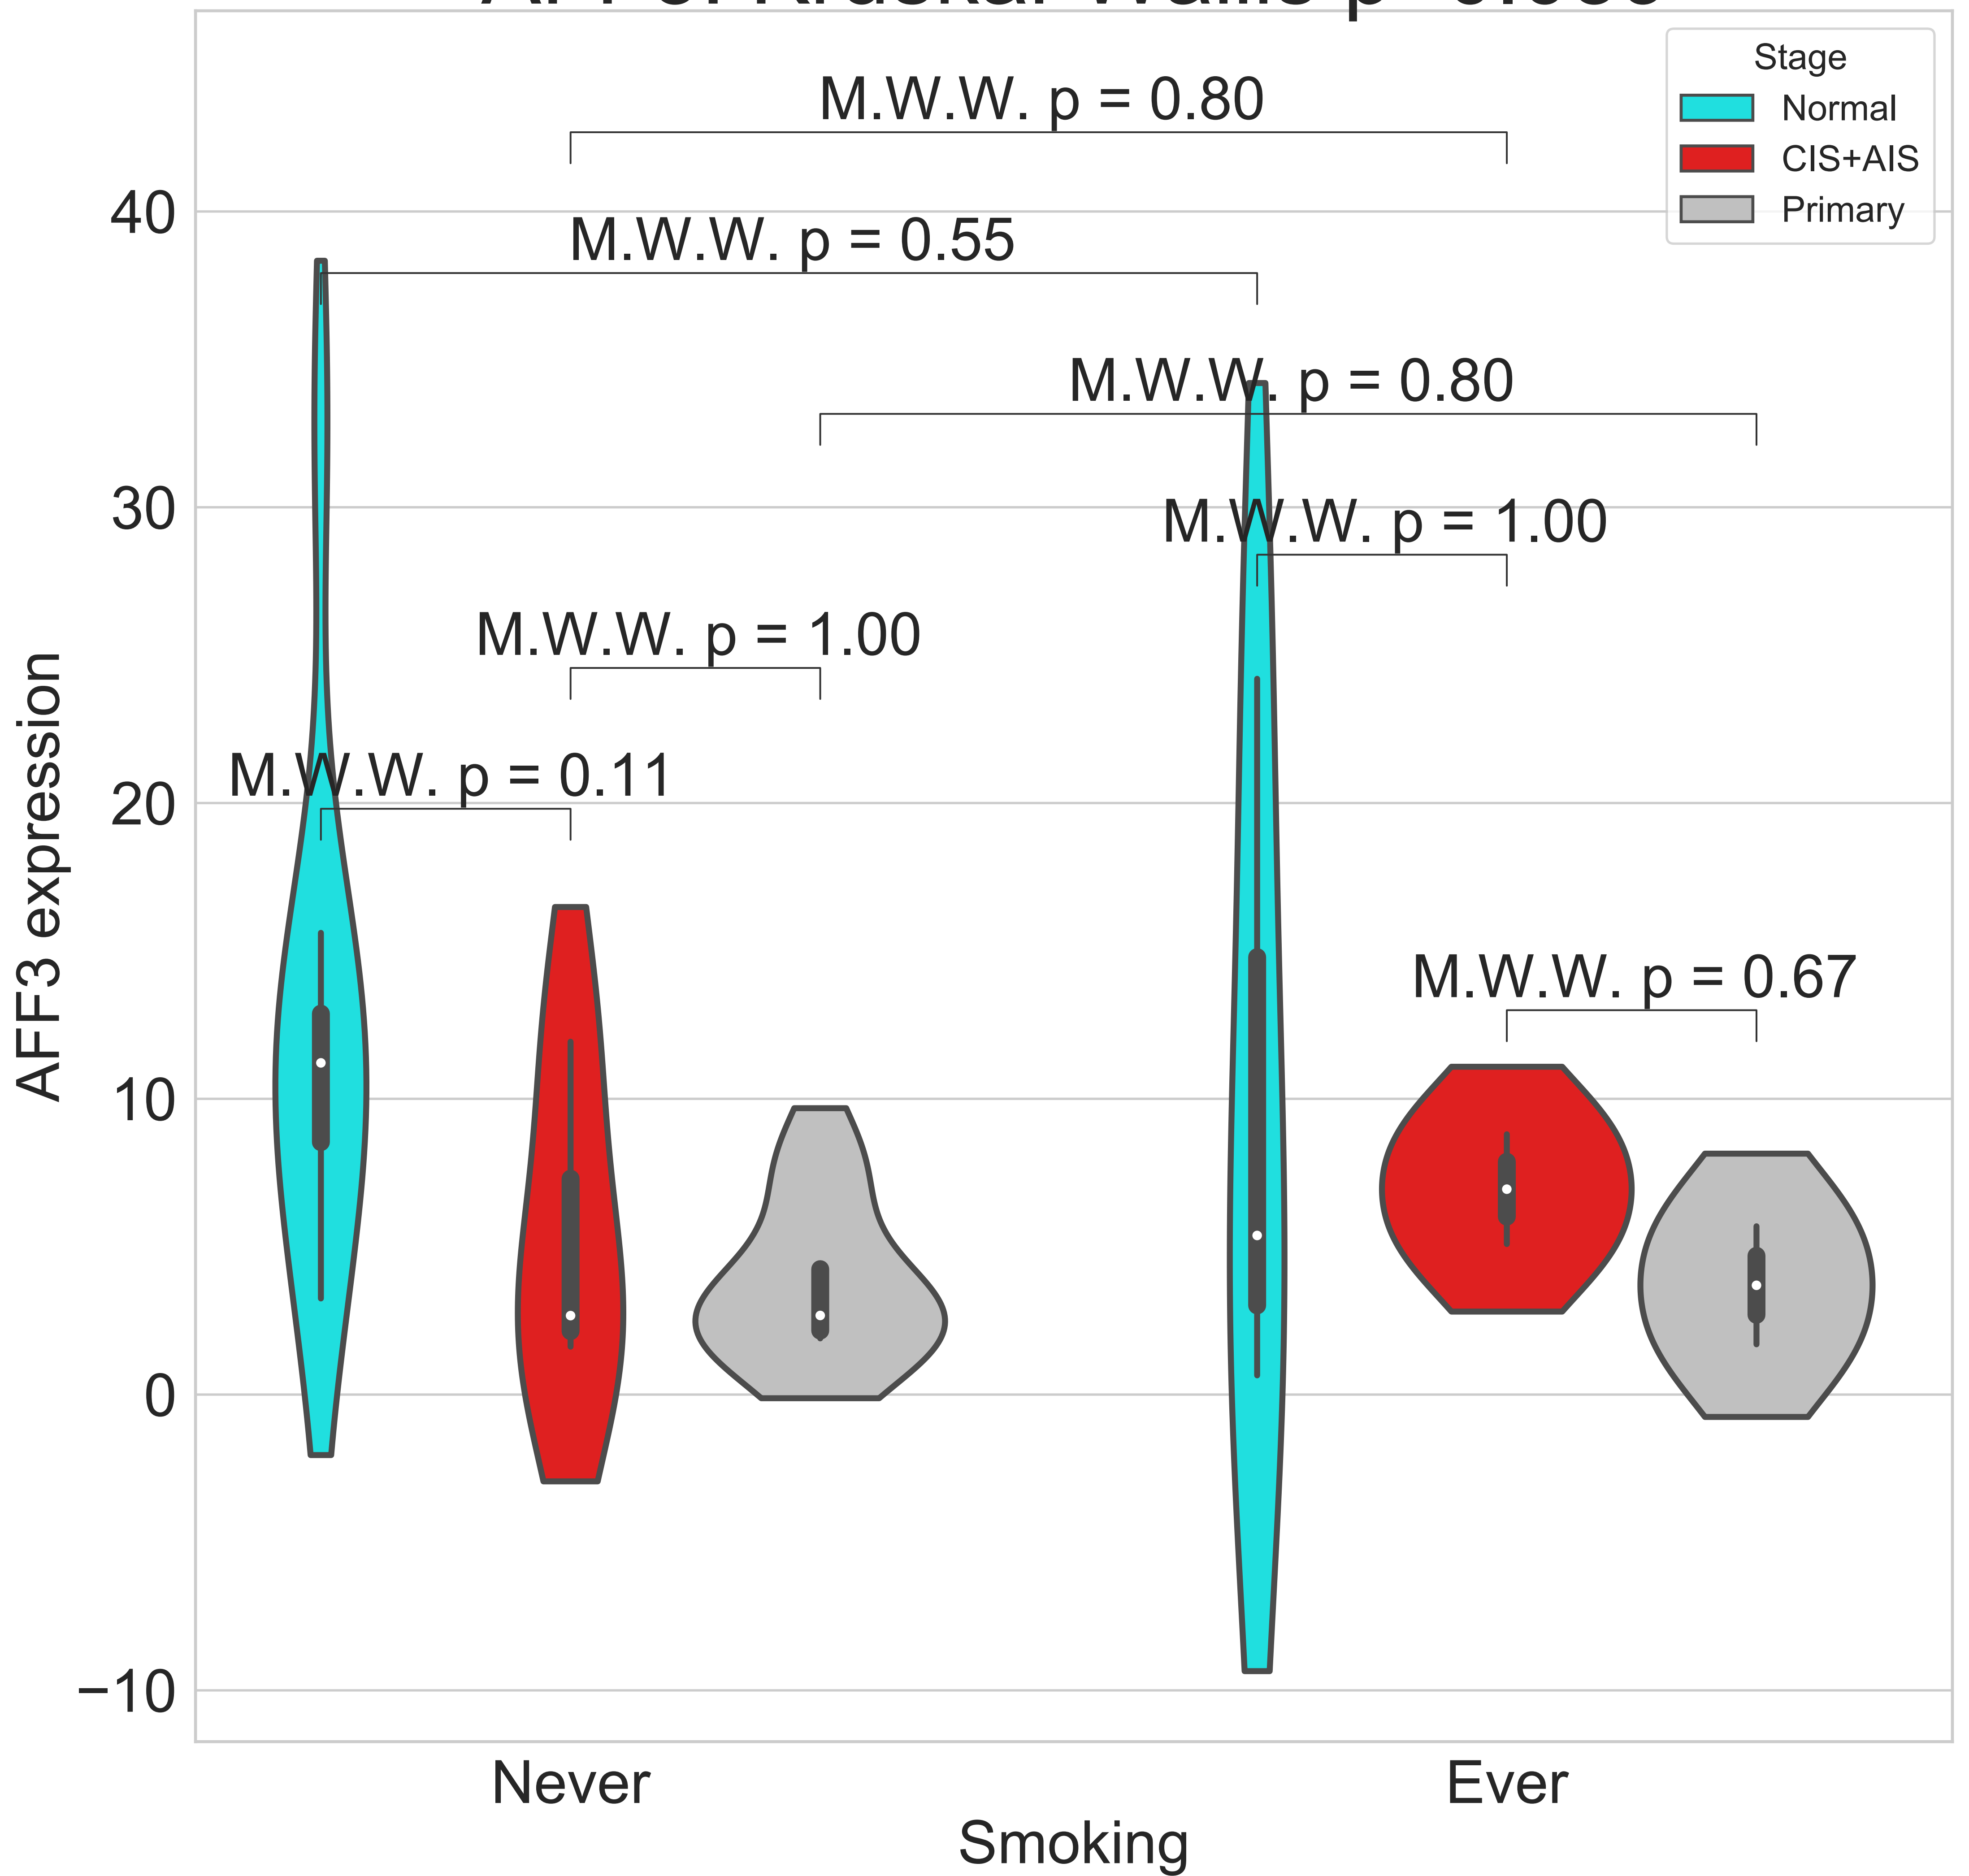 Stage
Normal
CIS+AIS
Primary
M.W.W. p = 0.80
40
M.W.W. p = 0.55
M.W.W. p = 0.80
30
M.W.W. p = 1.00
M.W.W. p = 1.00
20
M.W.W. p = 0.11
M.W.W. p = 0.67
10
0
−10
AFF3 expression
Never
Ever
Smoking